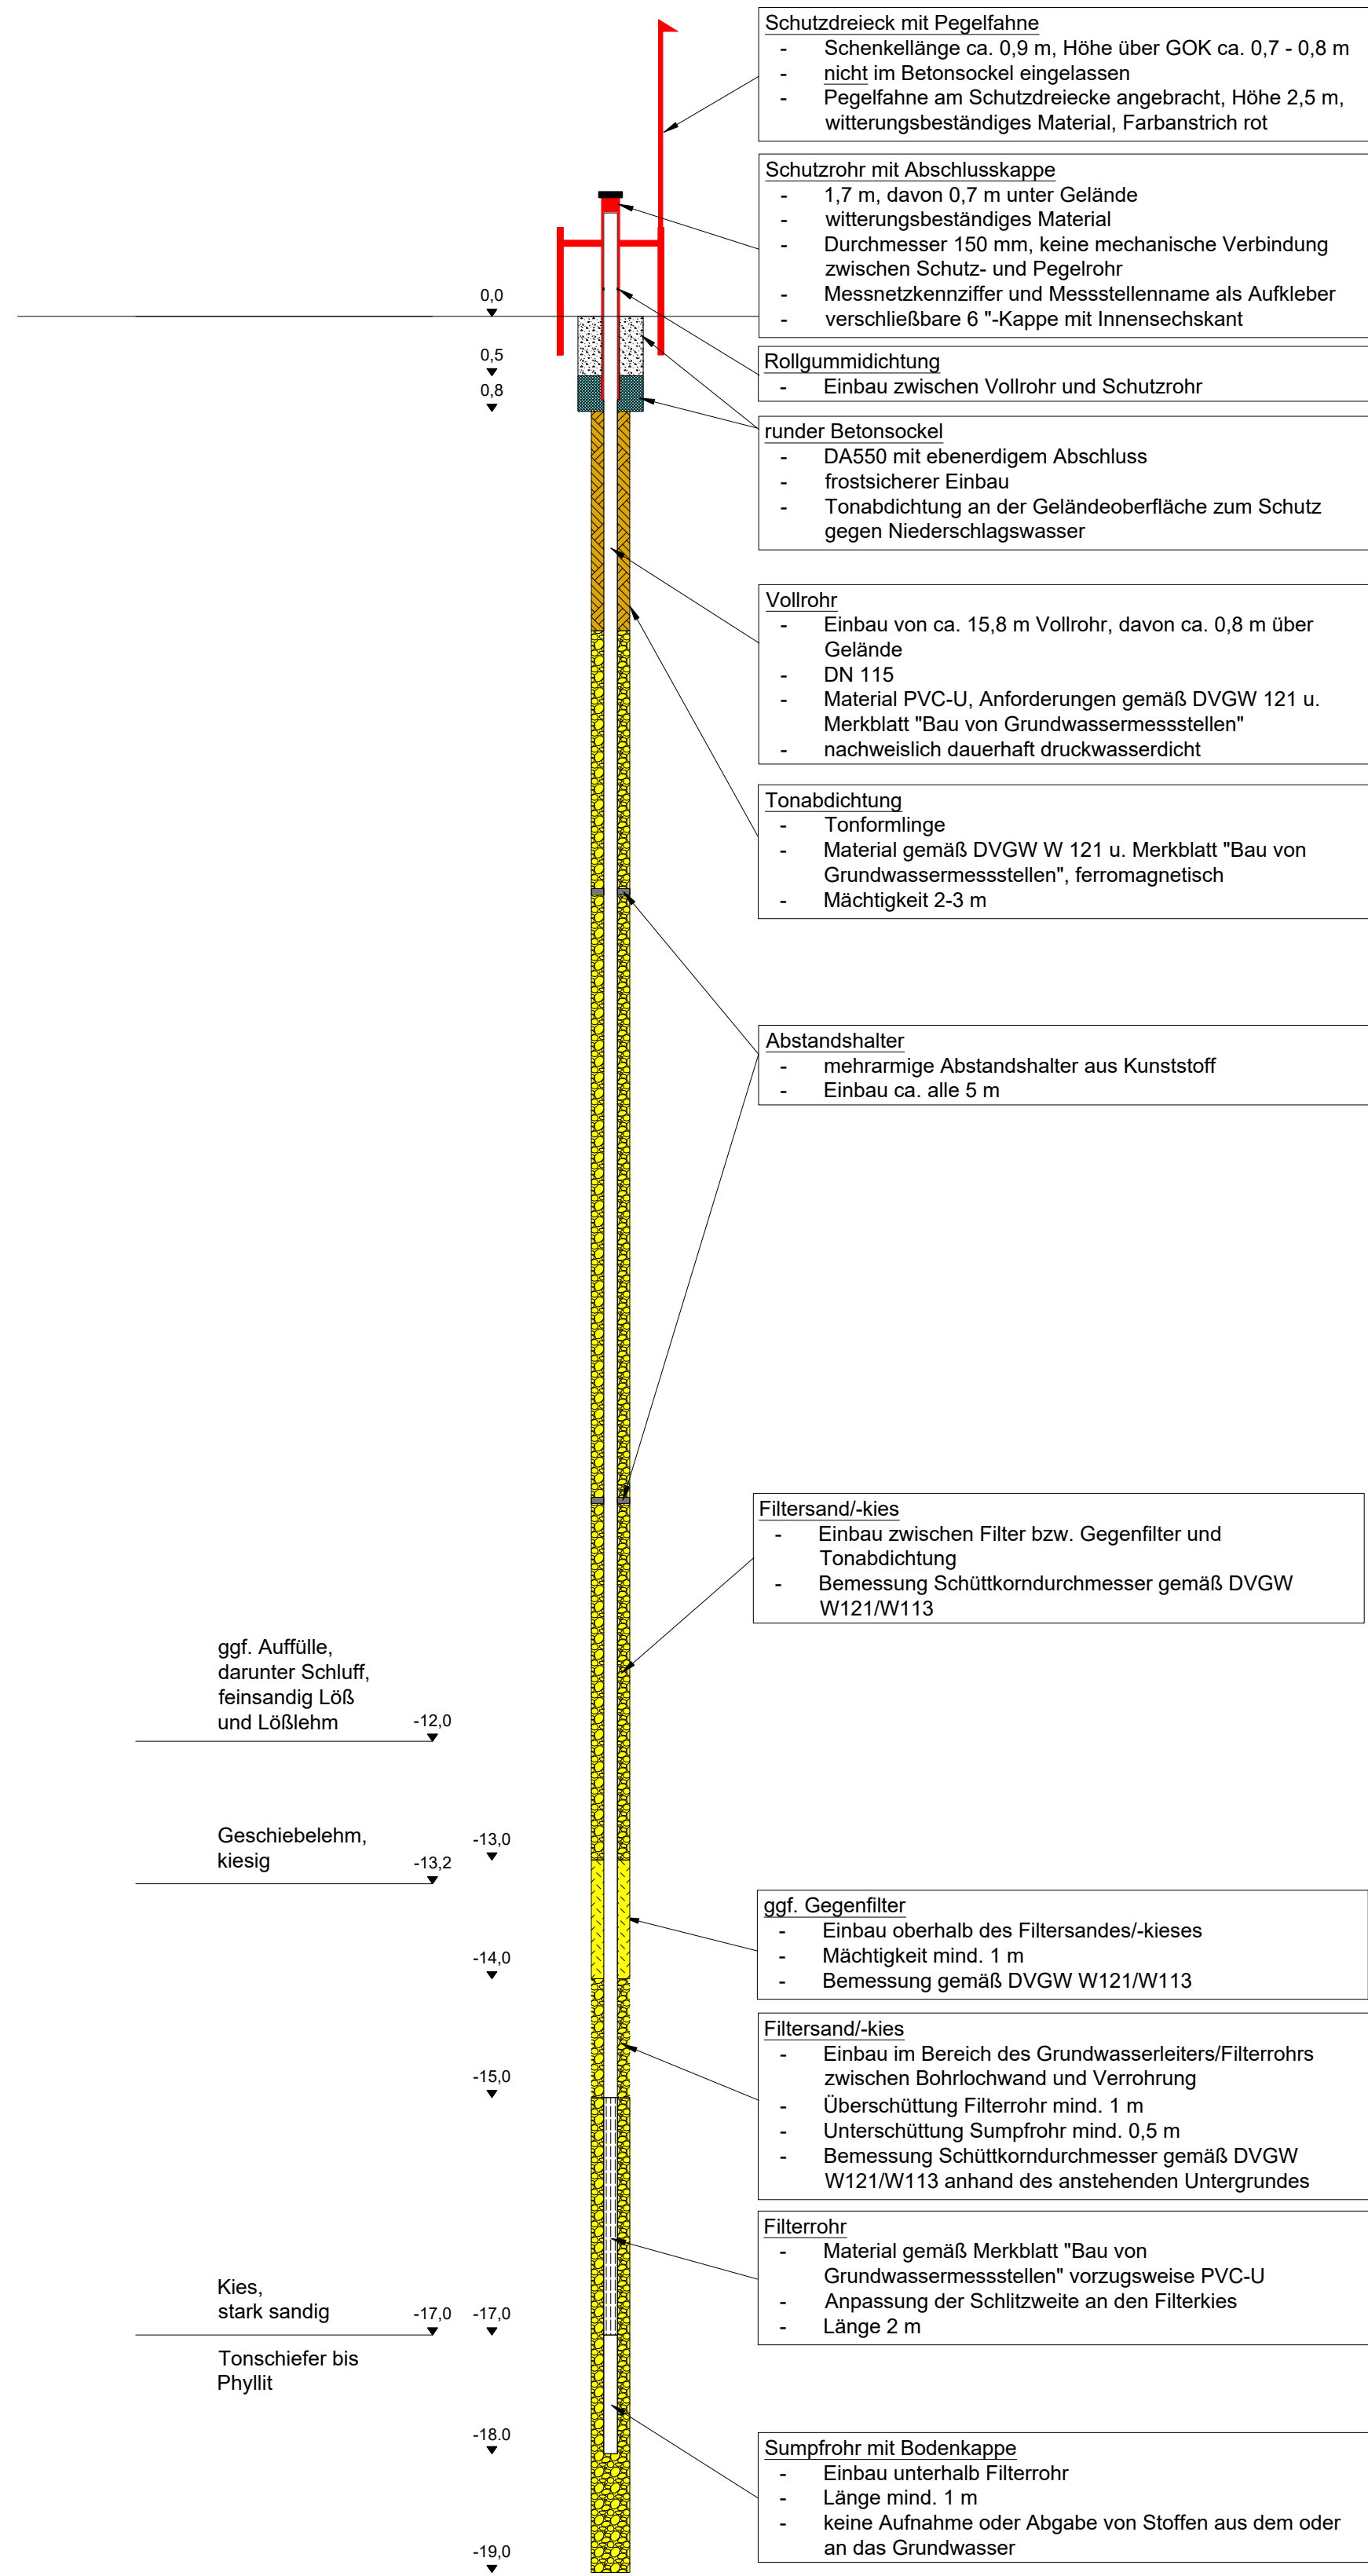 Schutzdreieck mit Pegelfahne
- Schenkellänge ca. 0,9 m, Höhe über GOK ca. 0,7 - 0,8 m
- nicht im Betonsockel eingelassen
- Pegelfahne am Schutzdreiecke angebracht, Höhe 2,5 m,
witterungsbeständiges Material, Farbanstrich rot
Schutzrohr mit Abschlusskappe
- 1,7 m, davon 0,7 m unter Gelände
- witterungsbeständiges Material
- Durchmesser 150 mm, keine mechanische Verbindung
zwischen Schutz- und Pegelrohr
- Messnetzkennziffer und Messstellenname als Aufkleber
- verschließbare 6 "-Kappe mit Innensechskant
0,0
0,5
0,8
Rollgummidichtung
- Einbau zwischen Vollrohr und Schutzrohr
runder Betonsockel
- DA550 mit ebenerdigem Abschluss
- frostsicherer Einbau
- Tonabdichtung an der Geländeoberfläche zum Schutz
gegen Niederschlagswasser
Vollrohr
- Einbau von ca. 15,8 m Vollrohr, davon ca. 0,8 m über
Gelände
- DN 115
- Material PVC-U, Anforderungen gemäß DVGW 121 u.
Merkblatt "Bau von Grundwassermessstellen"
- nachweislich dauerhaft druckwasserdicht
Tonabdichtung
- Tonformlinge
- Material gemäß DVGW W 121 u. Merkblatt "Bau von
Grundwassermessstellen", ferromagnetisch
- Mächtigkeit 2-3 m
Abstandshalter
- mehrarmige Abstandshalter aus Kunststoff
- Einbau ca. alle 5 m
Filtersand/-kies
- Einbau zwischen Filter bzw. Gegenfilter und
Tonabdichtung
- Bemessung Schüttkorndurchmesser gemäß DVGW
W121/W113
ggf. Auffülle,
darunter Schluff,
feinsandig Löß
und Lößlehm
-12,0
Geschiebelehm,
kiesig
-13,2
-13,0
-14,0
-15,0
ggf. Gegenfilter
- Einbau oberhalb des Filtersandes/-kieses
- Mächtigkeit mind. 1 m
- Bemessung gemäß DVGW W121/W113
Filtersand/-kies
- Einbau im Bereich des Grundwasserleiters/Filterrohrs
zwischen Bohrlochwand und Verrohrung
- Überschüttung Filterrohr mind. 1 m
- Unterschüttung Sumpfrohr mind. 0,5 m
- Bemessung Schüttkorndurchmesser gemäß DVGW
W121/W113 anhand des anstehenden Untergrundes
Filterrohr
- Material gemäß Merkblatt "Bau von
Grundwassermessstellen" vorzugsweise PVC-U
- Anpassung der Schlitzweite an den Filterkies
- Länge 2 m
Kies,
stark sandig
-17,0 -17,0
Tonschiefer bis
Phyllit
-18.0
Sumpfrohr mit Bodenkappe
- Einbau unterhalb Filterrohr
- Länge mind. 1 m
- keine Aufnahme oder Abgabe von Stoffen aus dem oder
an das Grundwasser
-19,0